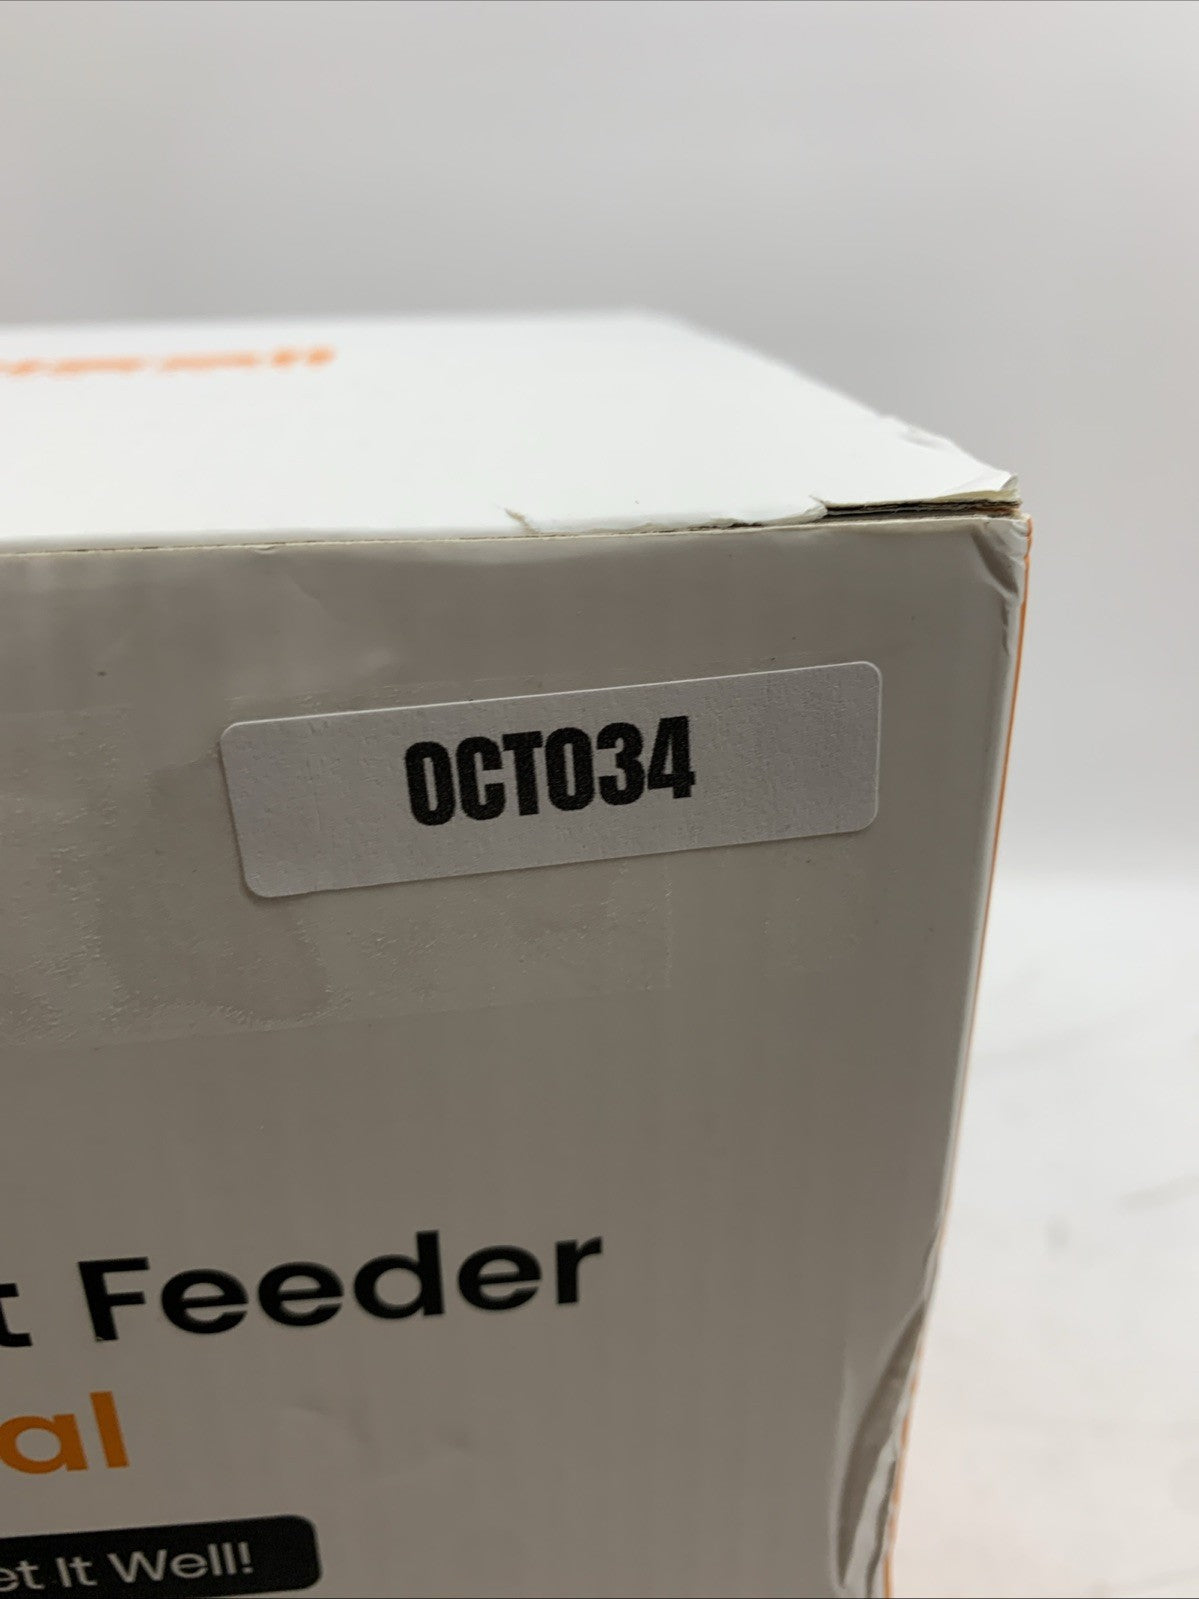 OCT034
t Feeder
al
et It Well!